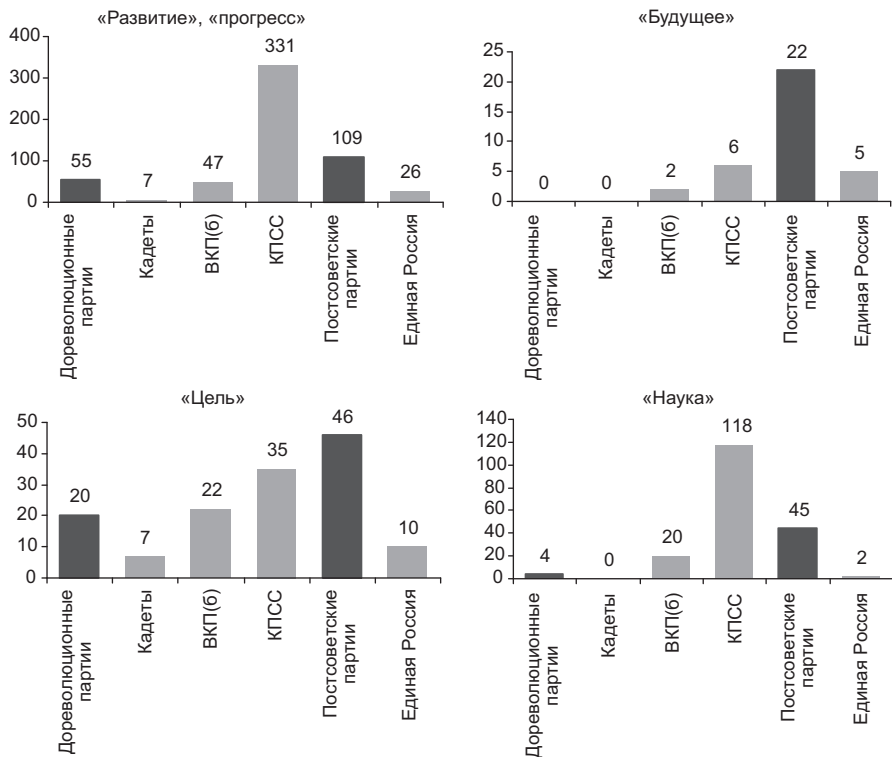 «Развитие», «прогресс»
400
300
200
100
0
55
7
47
331
109
26
Дореволюционные
партии
Кадеты
ВКП(б)
КПСС
Постсоветские
партии
Единая Россия
«Будущее»
25
20
15
10
5
0
0
0
2
6
22
5
Дореволюционные
партии
Кадеты
ВКП(б)
КПСС
Постсоветские
партии
Единая Россия
«Цель»
50
40
30
20
10
0
20
7
22
35
46
10
Дореволюционные
партии
Кадеты
ВКП(б)
КПСС
Постсоветские
партии
Единая Россия
«Наука»
140
120
100
80
60
40
20
0
4
0
20
118
45
2
Дореволюционные
партии
Кадеты
ВКП(б)
КПСС
Постсоветские
партии
Единая Россия